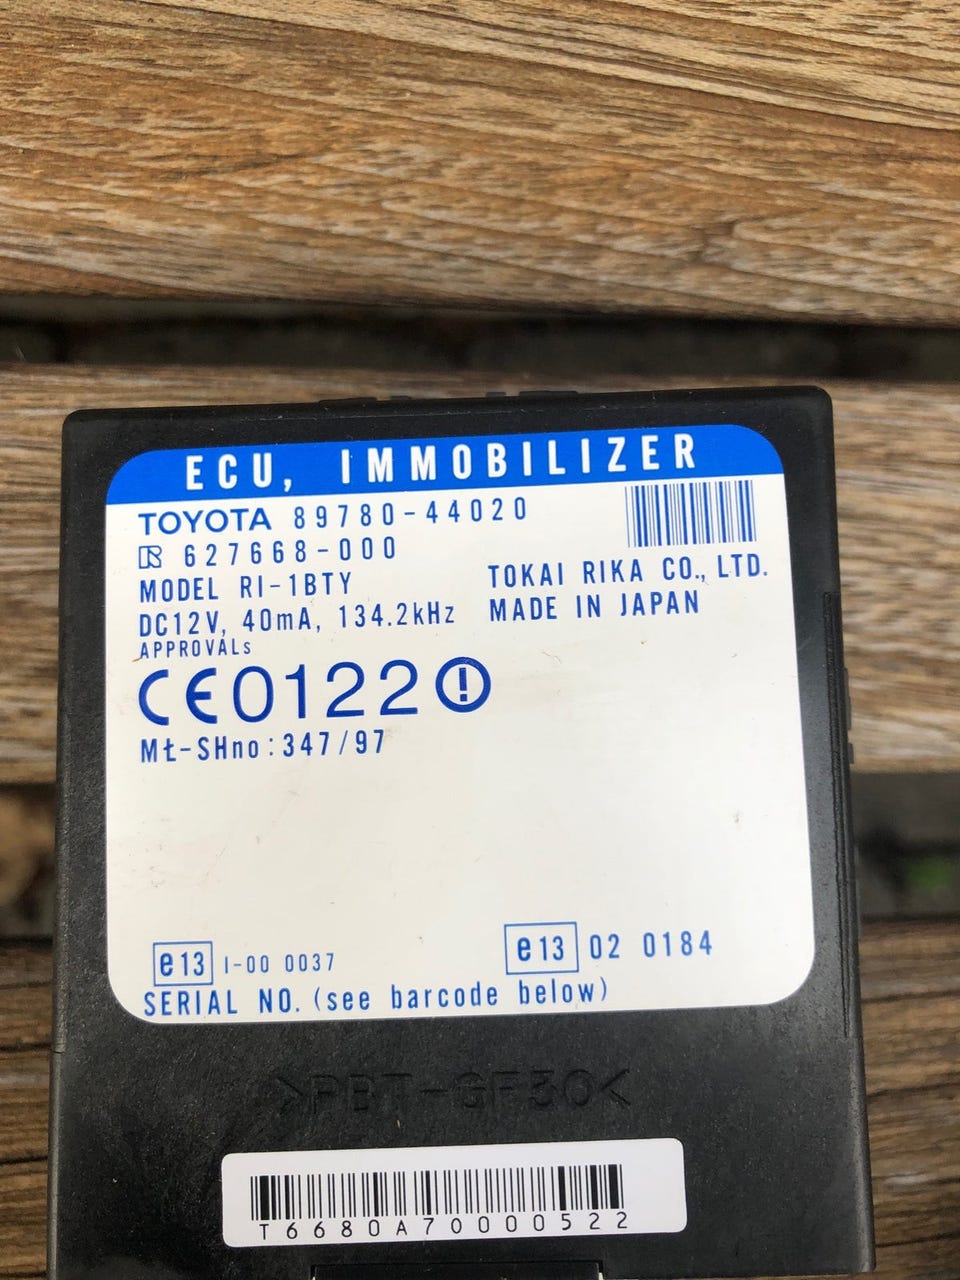 ECU, IMMOBILIZER
TOYOTA 89780-44020
R 627668-000
MODEL RI-1BTY
TOKAI RIKA CO., LTD.
DC12V, 40mA, 134.2kHz
MADE IN JAPAN
APPROVALs
CE0122!
MŁ-SHno:347/97
e13 I-00 0037
e13 02 0184
SERIAL NO. (see barcode below)
>PBT-GF30<
T6680A70000522